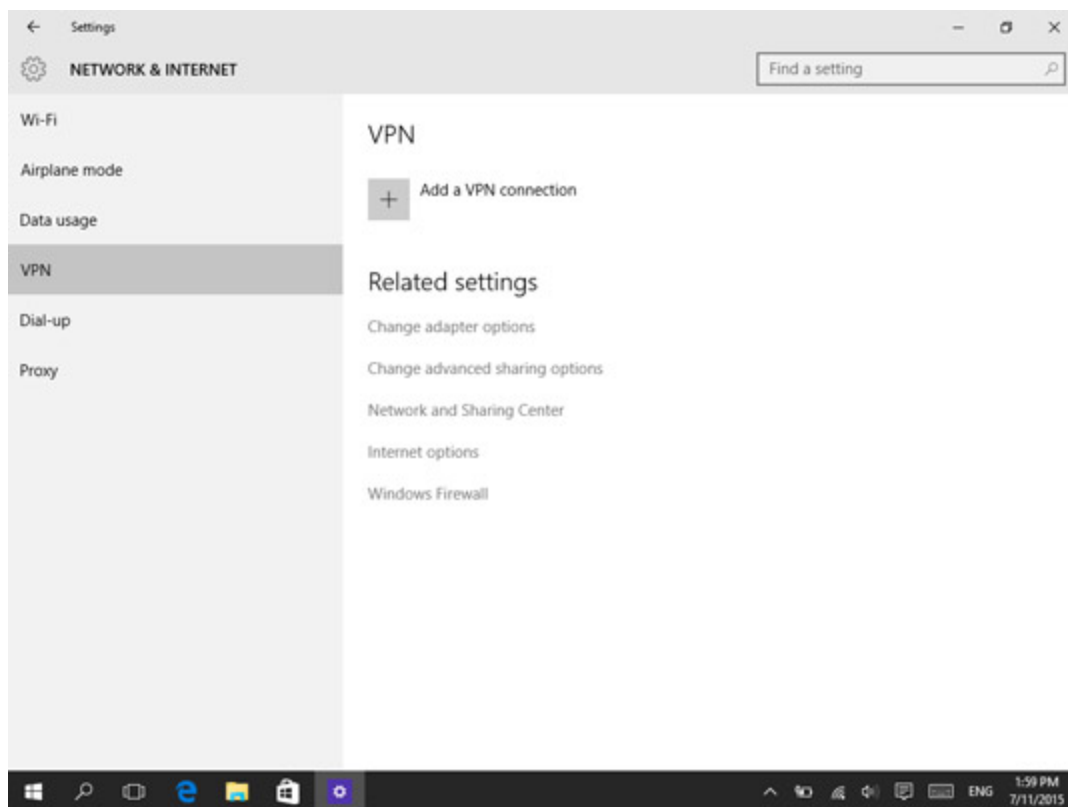 Settings
NETWORK & INTERNET
Find a setting
Wi-Fi
Airplane mode
Data usage
VPN
Dial-up
Proxy
VPN
Add a VPN connection
Related settings
Change adapter options
Change advanced sharing options
Network and Sharing Center
Internet options
Windows Firewall
ENG
1:59 PM
7/11/2015